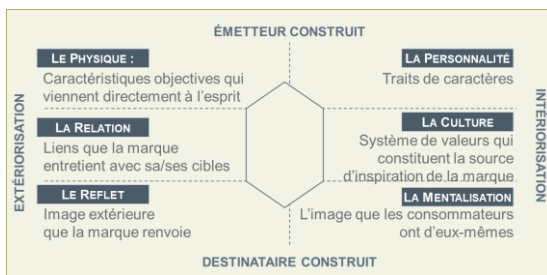 ÉMETTEUR CONSTRUIT
LE PHYSIQUE :
Caractéristiques objectives qui
viennent directement à l'esprit
LA PERSONNALITÉ
Traits de caractères
EXTÉRIORISATION
INTÉRIORISATION
LA RELATION
Liens que la marque
entretient avec sa/ses cibles
LA CULTURE
Système de valeurs qui
constituent la source
d'inspiration de la marque
LE REFLET
Image extérieure
que la marque renvoie
LA MENTALISATION
L'image que les consommateurs
ont d'eux-mêmes
DESTINATAIRE CONSTRUIT